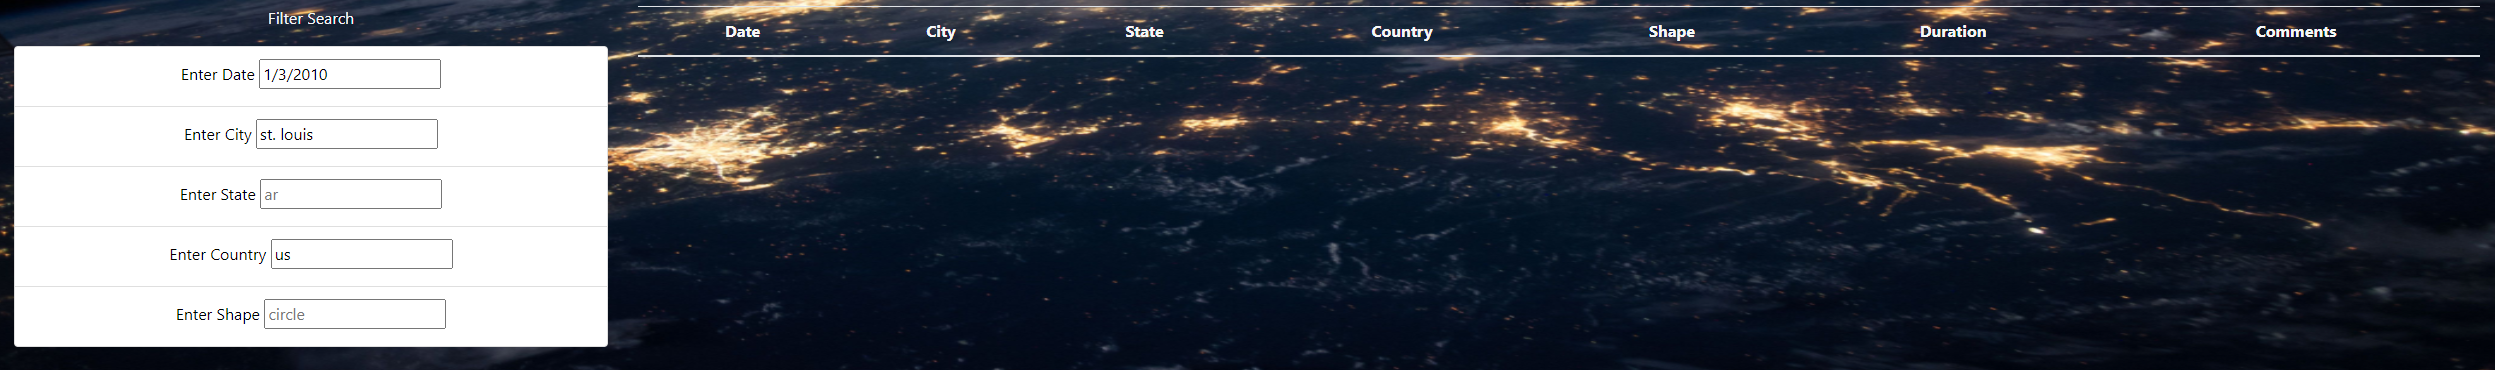 Filter Search
Enter Date 1/3/2010
Enter City st. louis
Enter State ar
Enter Country us
Enter Shape circle
Date City State Country Shape Duration Comments